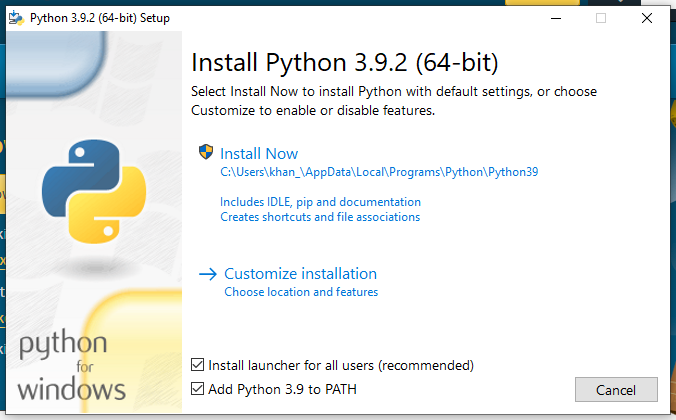 Python 3.9.2 (64-bit) Setup
Install Python 3.9.2 (64-bit)
Select Install Now to install Python with default settings, or choose
Customize to enable or disable features.
Install Now
C:\Users\khan_\AppData\Local\Programs\Python\Python39
Includes IDLE, pip and documentation
Creates shortcuts and file associations
Customize installation
Choose location and features
python
for
windows
Install launcher for all users (recommended)
Add Python 3.9 to PATH
Cancel